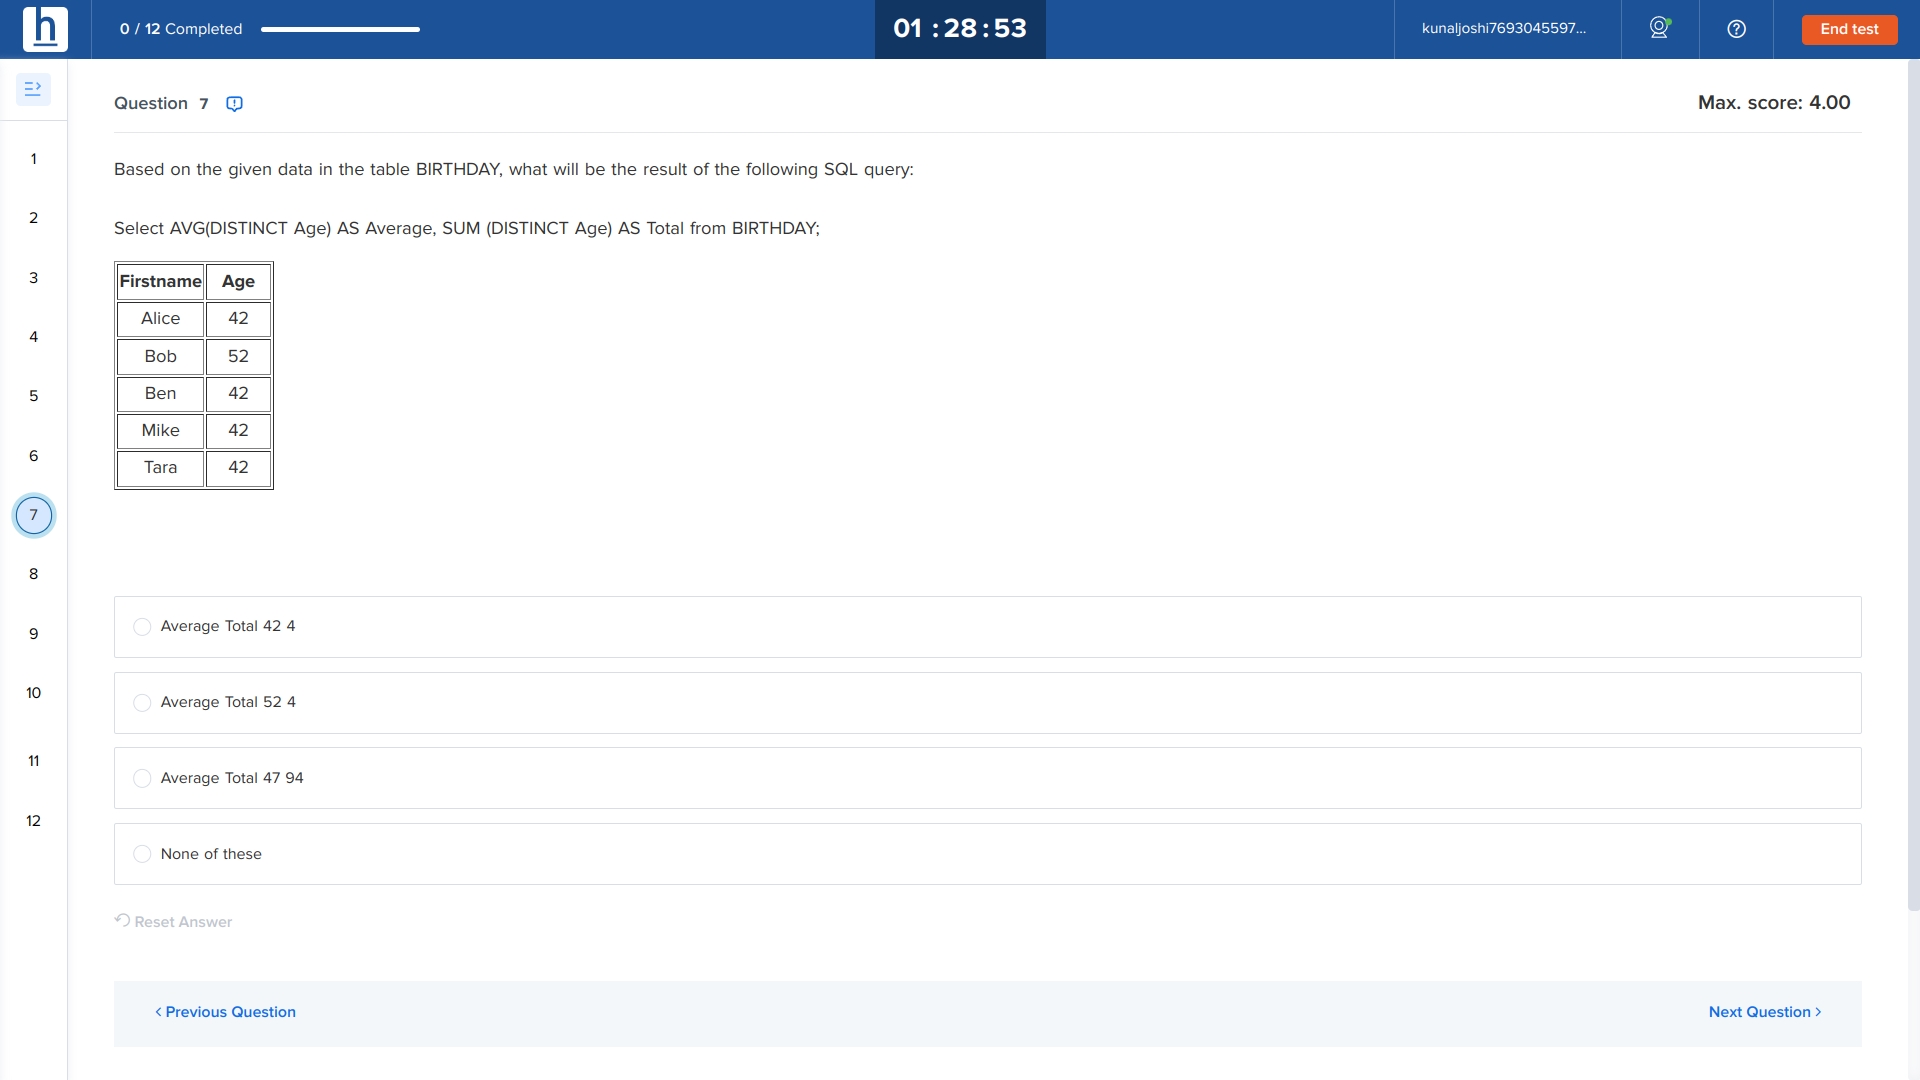 h
0 / 12 Completed
01 : 28 : 53
kunaljoshi7693045597...
End test
Question 7
Max. score: 4.00
1
2
3
4
5
6
7
8
9
10
11
12
Based on the given data in the table BIRTHDAY, what will be the result of the following SQL query:
Select AVG(DISTINCT Age) AS Average, SUM (DISTINCT Age) AS Total from BIRTHDAY;
Firstname Age
Alice 42
Bob 52
Ben 42
Mike 42
Tara 42
Average Total 42 4
Average Total 52 4
Average Total 47 94
None of these
Reset Answer
< Previous Question
Next Question >